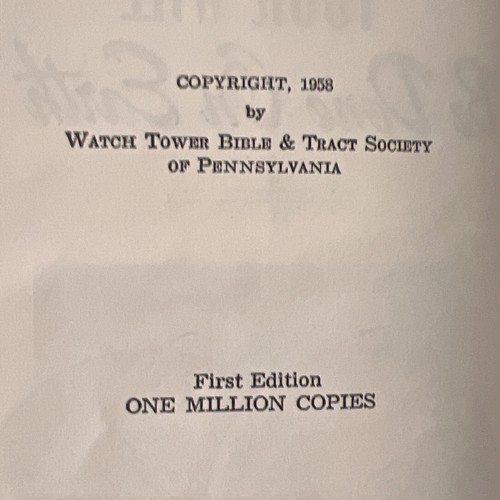 COPYRIGHT, 1958
by
WATCH TOWER BIBLE & TRACT SOCIETY
OF PENNSYLVANIA
First Edition
ONE MILLION COPIES